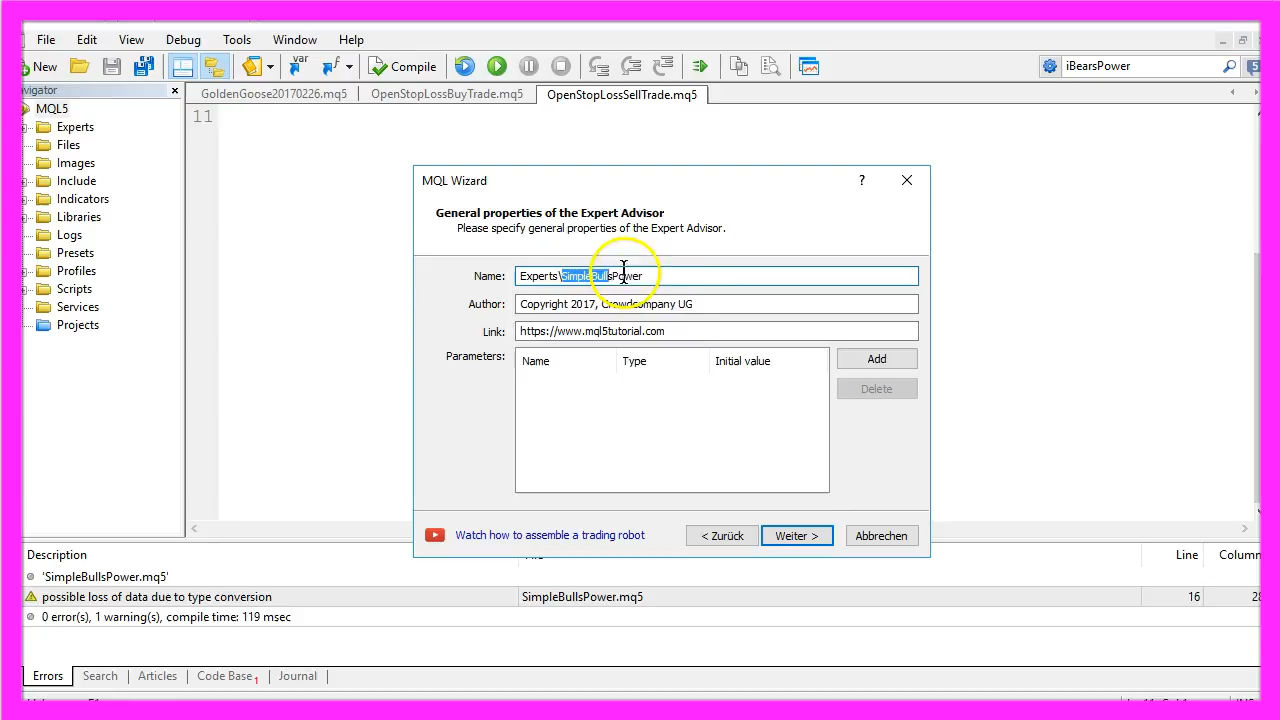 File Edit View Debug Tools Window Help
New var Compile iBearsPower 5
avigator
GoldenGoose20170226.mq5 OpenStopLossBuyTrade.mq5 OpenStopLossSellTrade.mq5
MQL5
Experts
Files
Images
Include
Indicators
Libraries
Logs
Presets
Profiles
Scripts
Services
Projects
11
MQL Wizard ?
General properties of the Expert Advisor
Please specify general properties of the Expert Advisor.
Name: Experts\SimpleBullsPower
Author: Copyright 2017, Crowdcompany UG
Link: https://www.mql5tutorial.com
Parameters: Name Type Initial value Add
Delete
Watch how to assemble a trading robot < Zurück Weiter > Abbrechen
Description Line Column
'SimpleBullsPower.mq5'
possible loss of data due to type conversion SimpleBullsPower.mq5 16 28
0 error(s), 1 warning(s), compile time: 119 msec
Errors Search Articles Code Base 1 Journal